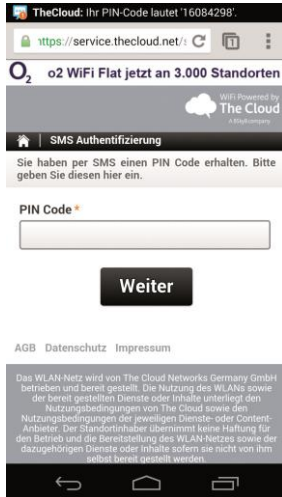 TheCloud: Ihr PIN-Code lautet '16084298'.
https://service.thecloud.net/
O2 o2 WiFi Flat jetzt an 3.000 Standorten
WiFi Powered by
The Cloud
A BSkyB company
SMS Authentifizierung
Sie haben per SMS einen PIN Code erhalten. Bitte
geben Sie diesen hier ein.
PIN Code *
Weiter
AGB Datenschutz Impressum
Das WLAN-Netz wird von The Cloud Networks Germany GmbH
betrieben und bereit gestellt. Die Nutzung des WLANs sowie
der bereit gestellten Dienste oder Inhalte unterliegt den
Nutzungsbedingungen von The Cloud sowie den
Nutzungsbedingungen der jeweiligen Dienste- oder Content-
Anbieter. Der Standortinhaber übernimmt keine Haftung für
den Betrieb und die Bereitstellung des WLAN-Netzes sowie der
dazugehörigen Dienste oder Inhalte sofern sie nicht von ihm
selbst bereit gestellt werden.